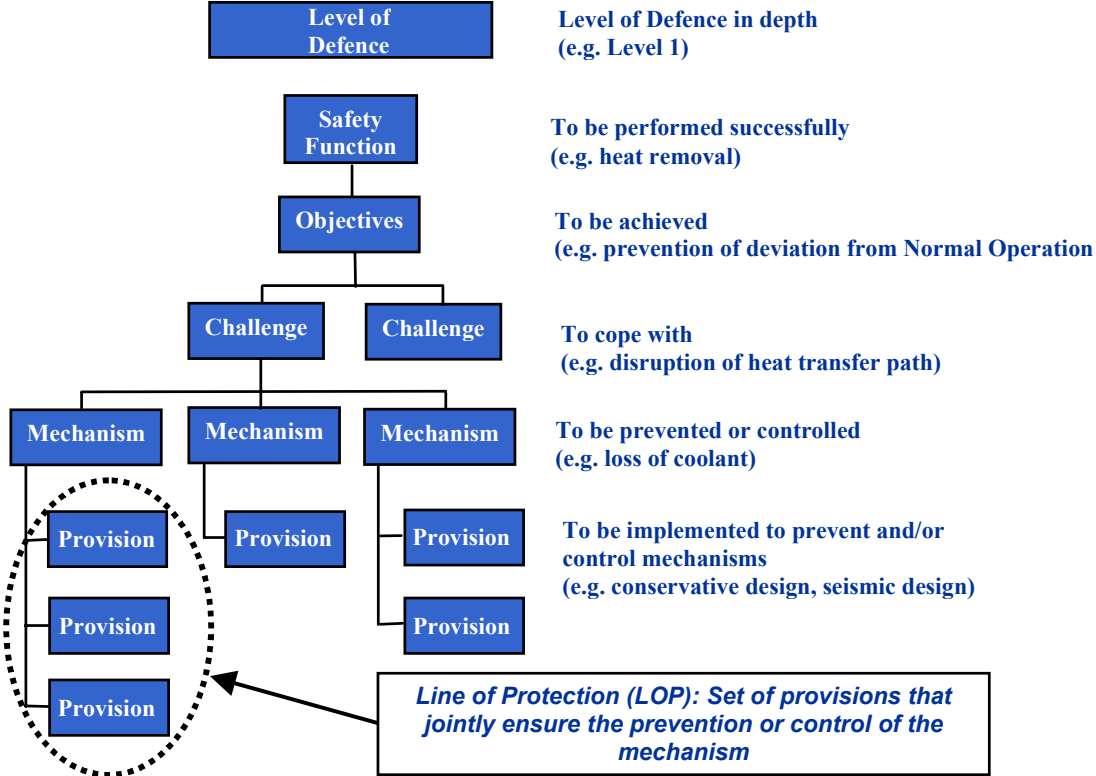 Level of
Defence
Level of Defence in depth
(e.g. Level 1)
Safety
Function
To be performed successfully
(e.g. heat removal)
Objectives
To be achieved
(e.g. prevention of deviation from Normal Operation
Challenge
Challenge
To cope with
(e.g. disruption of heat transfer path)
Mechanism
Mechanism
Mechanism
To be prevented or controlled
(e.g. loss of coolant)
Provision
Provision
Provision
To be implemented to prevent and/or
control mechanisms
(e.g. conservative design, seismic design)
Provision
Provision
Provision
Line of Protection (LOP): Set of provisions that
jointly ensure the prevention or control of the
mechanism